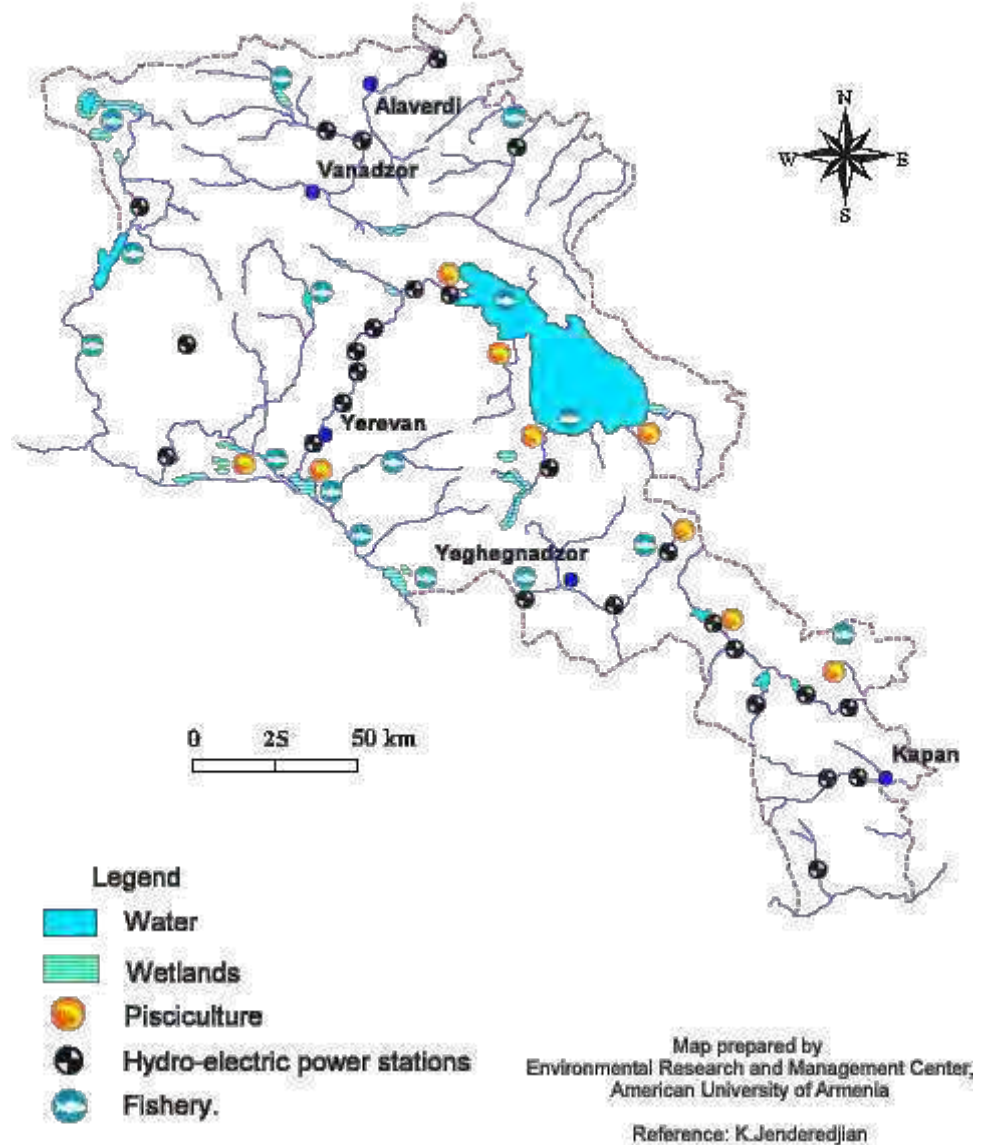 Alaverdi
Vanadzor
N
W E
S
Yerevan
Yeghegnadzor
0 25 50 km
Kapan
Legend
Water
Wetlands
Pisciculture
Hydro-electric power stations
Fishery.
Map prepared by
Environmental Research and Management Center,
American University of Armenia
Reference: K.Jenderedjian